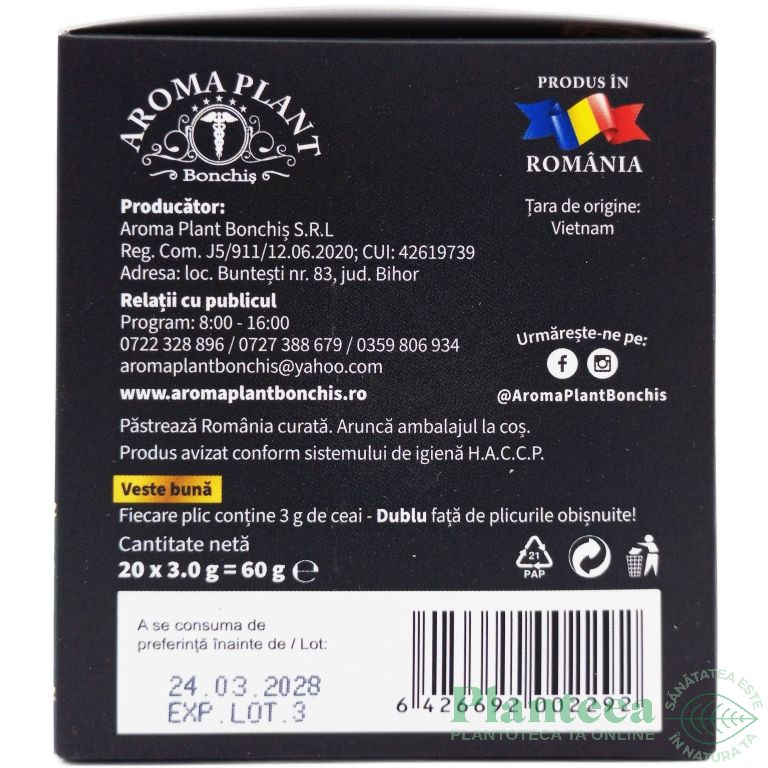 AROMA PLANT
Bonchiș
PRODUS ÎN
ROMÂNIA
Țara de origine:
Vietnam
Producător:
Aroma Plant Bonchiș S.R.L
Reg. Com. J5/911/12.06.2020; CUI: 42619739
Adresa: loc. Buntești nr. 83, jud. Bihor
Relații cu publicul
Program: 8:00 - 16:00
0722 328 896 / 0727 388 679 / 0359 806 934
aromaplantbonchis@yahoo.com
www.aromaplantbonchis.ro
Urmărește-ne pe:
@AromaPlantBonchis
Păstrează România curată. Aruncă ambalajul la coș.
Produs avizat conform sistemului de igienă H.A.C.C.P.
Veste bună
Fiecare plic conține 3 g de ceai - Dublu față de plicurile obișnuite!
Cantitate netă
20 x 3.0 g = 60 g ℮
21
PAP
A se consuma de
preferință înainte de / Lot:
24.03.2028
EXP.LOT.3
6 426692 002292
Planteca
PLANTOTECA TA ONLINE
SĂNĂTATEA ESTE
ÎN NATURA TA